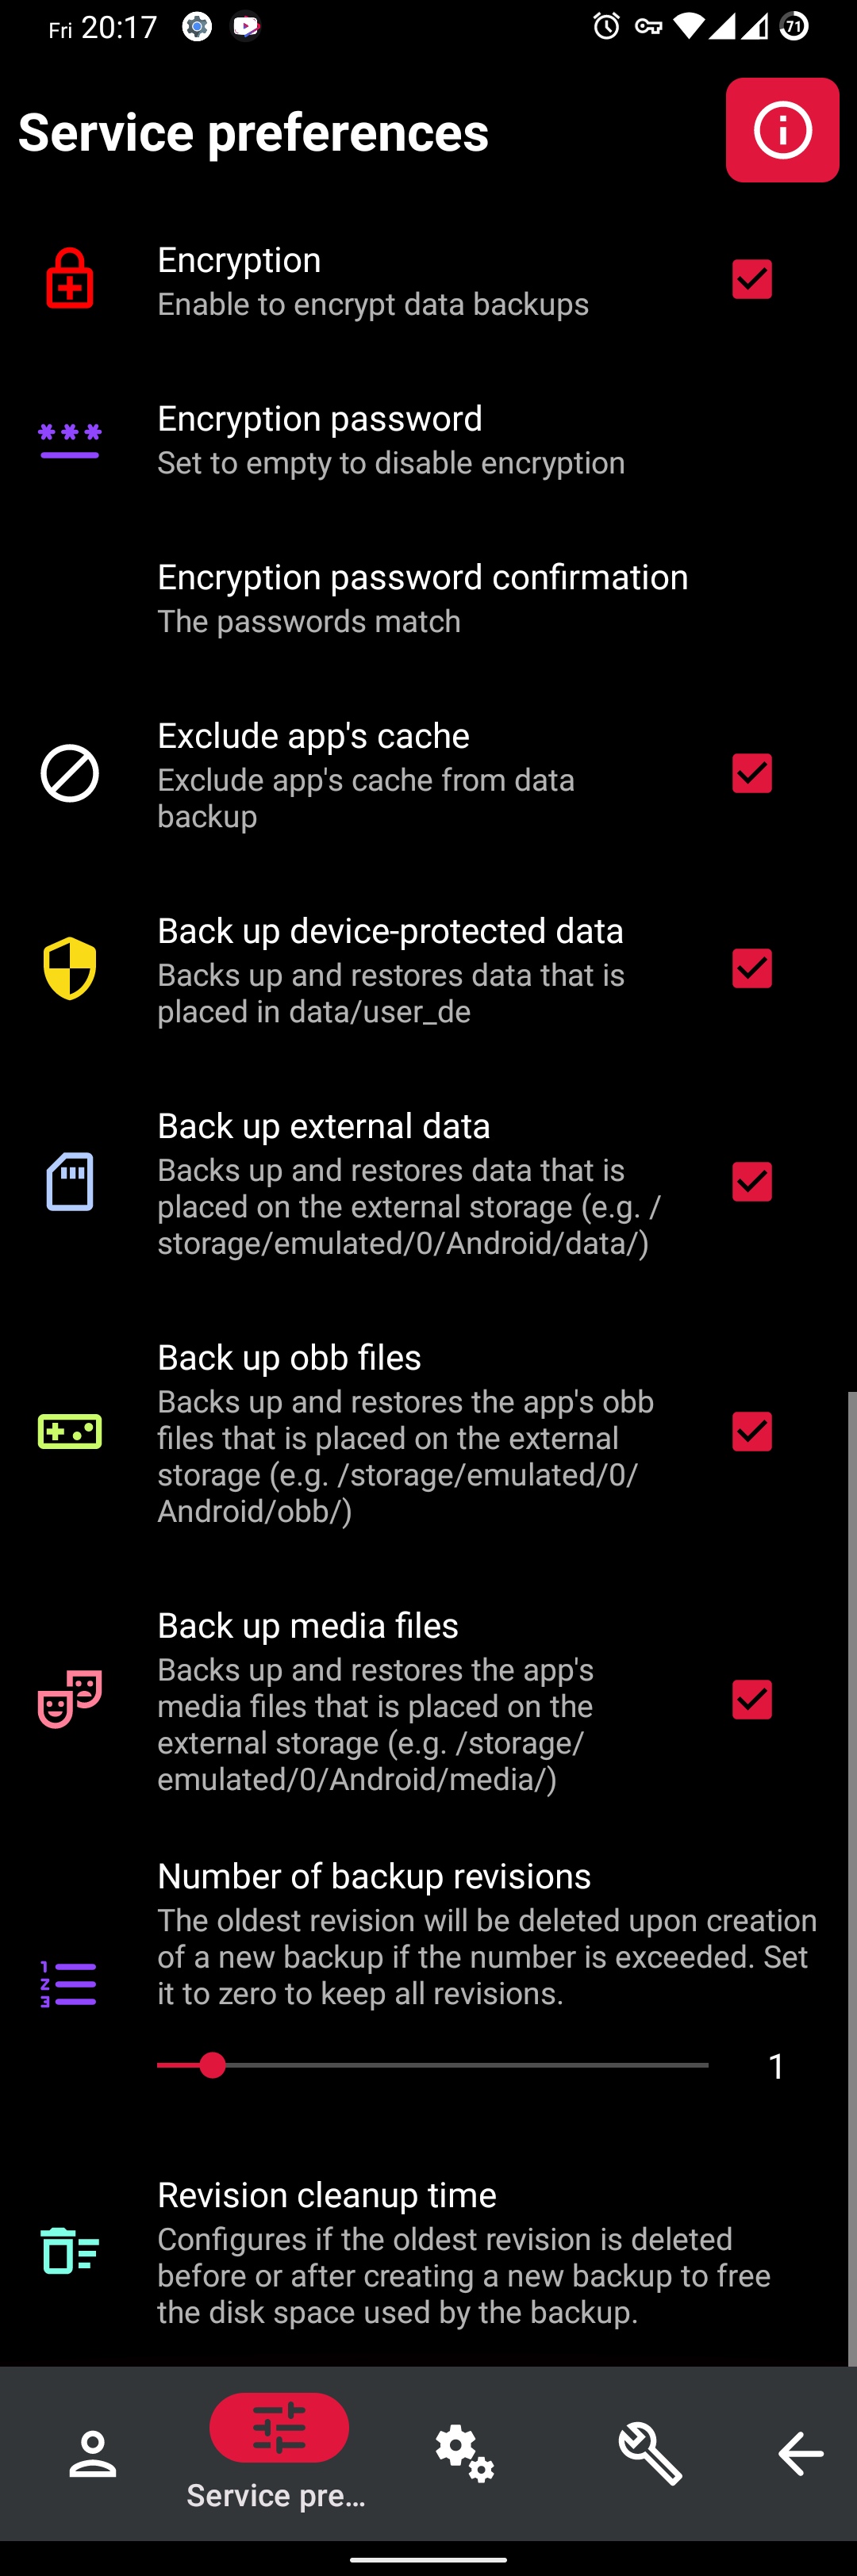 Fri 20:17
71
Service preferences
Encryption
Enable to encrypt data backups
Encryption password
Set to empty to disable encryption
Encryption password confirmation
The passwords match
Exclude app's cache
Exclude app's cache from data
backup
Back up device-protected data
Backs up and restores data that is
placed in data/user_de
Back up external data
Backs up and restores data that is
placed on the external storage (e.g. /
storage/emulated/0/Android/data/)
Back up obb files
Backs up and restores the app's obb
files that is placed on the external
storage (e.g. /storage/emulated/0/
Android/obb/)
Back up media files
Backs up and restores the app's
media files that is placed on the
external storage (e.g. /storage/
emulated/0/Android/media/)
Number of backup revisions
The oldest revision will be deleted upon creation
of a new backup if the number is exceeded. Set
it to zero to keep all revisions.
1
Revision cleanup time
Configures if the oldest revision is deleted
before or after creating a new backup to free
the disk space used by the backup.
Service pre...